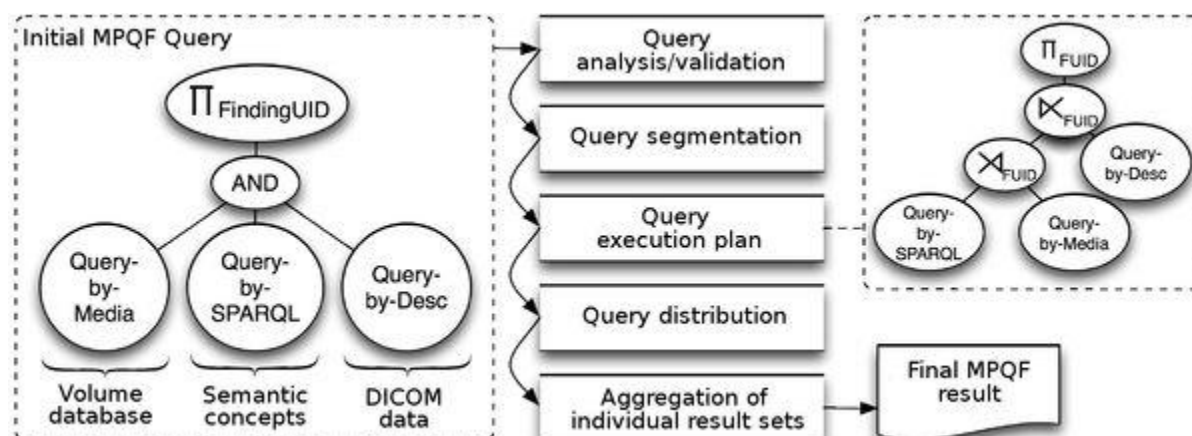 Initial MPQF Query
∏ FindingUID
AND
Query-
by-
Media
Query-
by-
SPARQL
Query-
by-Desc
Volume
database
Semantic
concepts
DICOM
data
Query
analysis/validation
Query segmentation
Query
execution plan
Query distribution
Aggregation of
individual result sets
∏ FUID
⋉ FUID
⋊ FUID
Query-
by-Desc
Query-
by-
SPARQL
Query-
by-Media
Final MPQF
result